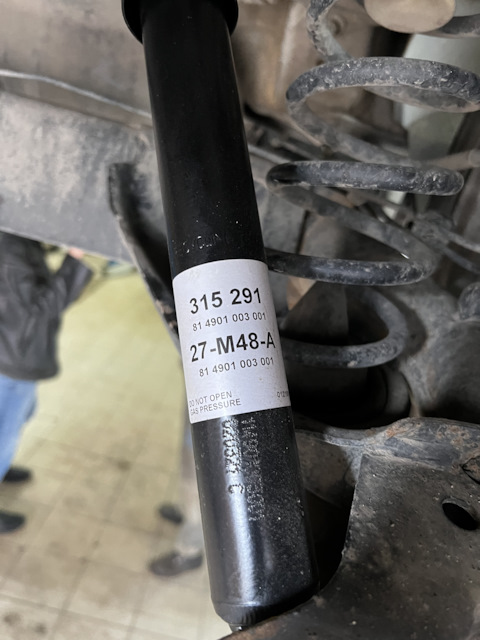 315 291
81 4901 003 001
27-M48-A
81 4901 003 001
DO NOT OPEN
GAS PRESSURE